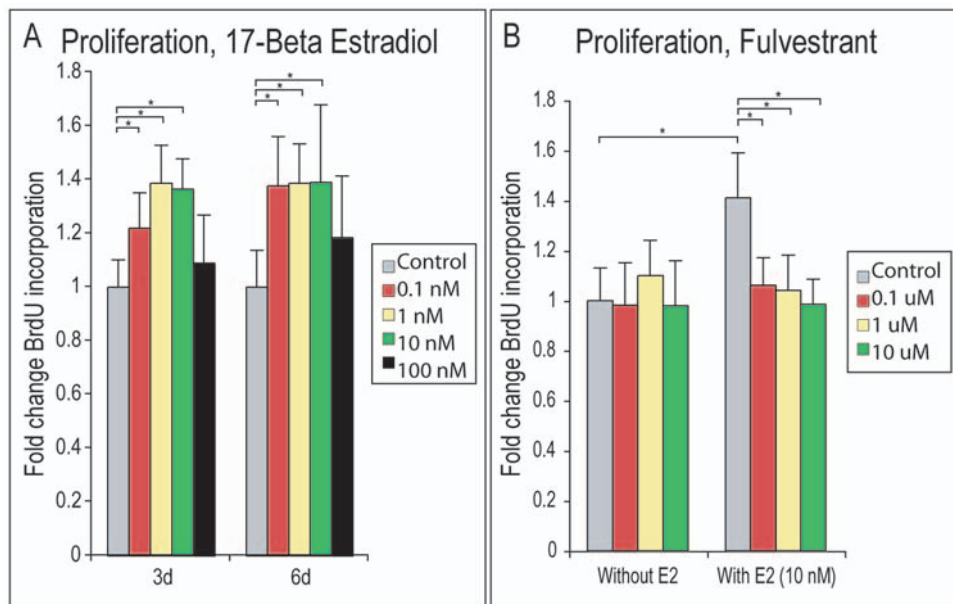 A Proliferation, 17-Beta Estradiol
Fold change BrdU incorporation
1.8
1.6
1.4
1.2
1
0.8
0.6
0.4
0.2
0
* * *
* * *
3d 6d
Control
0.1 nM
1 nM
10 nM
100 nM
B Proliferation, Fulvestrant
Fold change BrdU incorporation
1.8
1.6
1.4
1.2
1
0.8
0.6
0.4
0.2
0
*
* * *
Without E2 With E2 (10 nM)
Control
0.1 uM
1 uM
10 uM